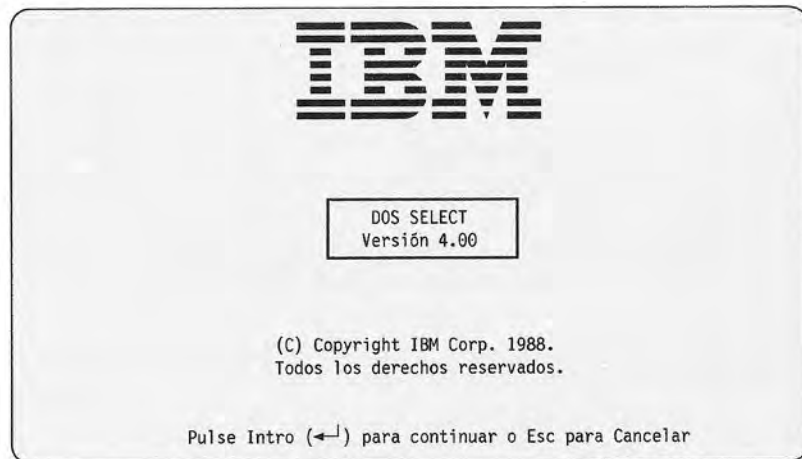 IBM
DOS SELECT
Versión 4.00
(C) Copyright IBM Corp. 1988.
Todos los derechos reservados.
Pulse Intro (◄─┘) para continuar o Esc para Cancelar